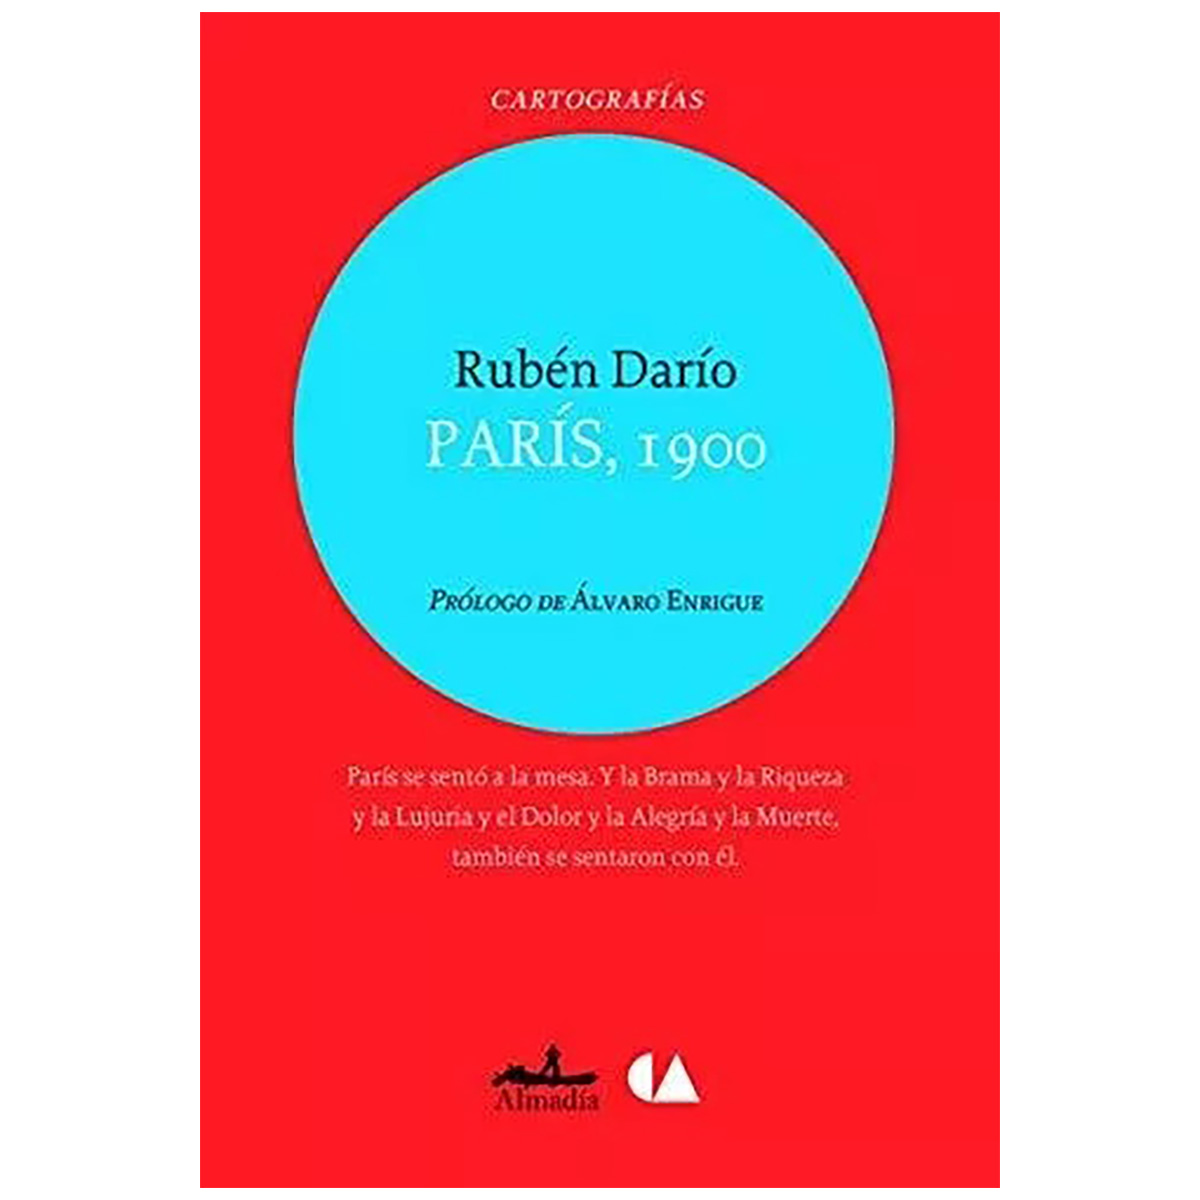 CARTOGRAFÍAS
Rubén Darío
PARÍS, 1900
PRÓLOGO DE ÁLVARO ENRIGUE
París se sentó a la mesa. Y la Brama y la Riqueza
y la Lujuria y el Dolor y la Alegría y la Muerte,
también se sentaron con él.
Almadía CA